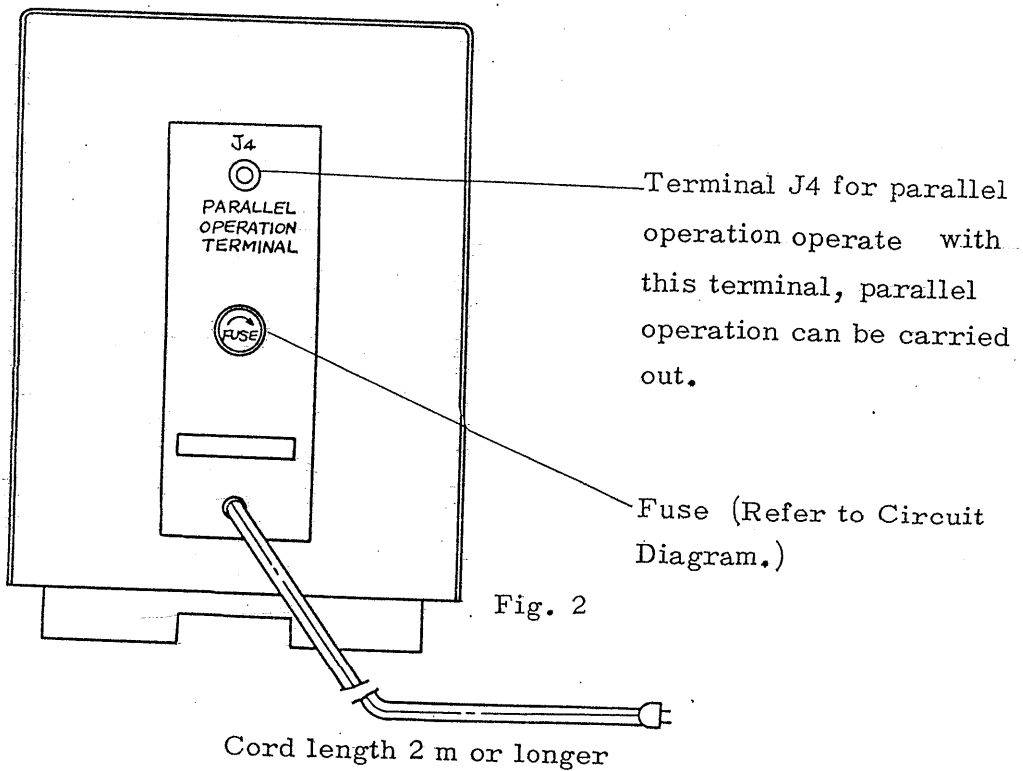 J4
PARALLEL
OPERATION
TERMINAL
FUSE
Terminal J4 for parallel
operation operate with
this terminal, parallel
operation can be carried
out.
Fuse (Refer to Circuit
Diagram.)
Fig. 2
Cord length 2 m or longer